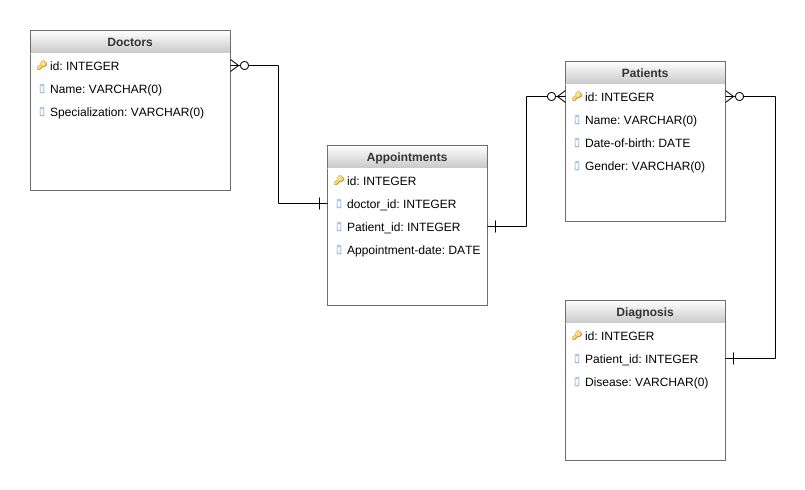 Doctors
id: INTEGER
Name: VARCHAR(0)
Specialization: VARCHAR(0)
Appointments
id: INTEGER
doctor_id: INTEGER
Patient_id: INTEGER
Appointment-date: DATE
Patients
id: INTEGER
Name: VARCHAR(0)
Date-of-birth: DATE
Gender: VARCHAR(0)
Diagnosis
id: INTEGER
Patient_id: INTEGER
Disease: VARCHAR(0)